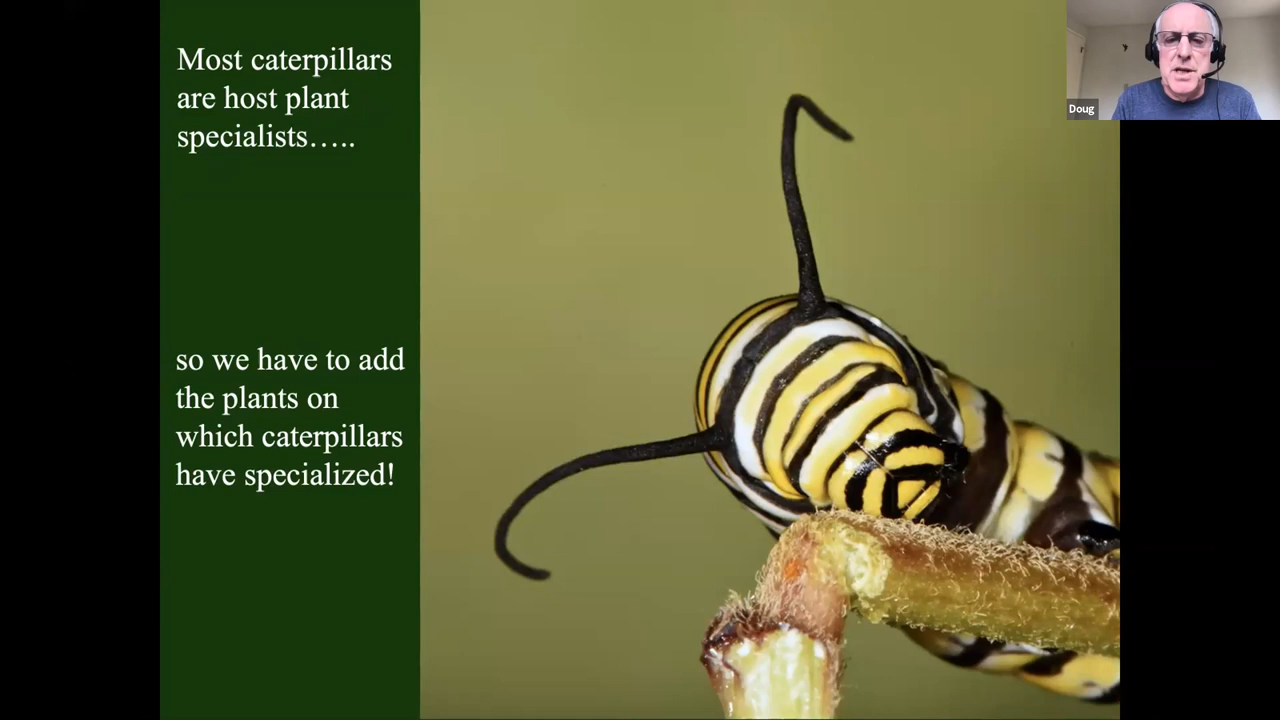 Most caterpillars
are host plant
specialists…..
so we have to add
the plants on
which caterpillars
have specialized!
Doug